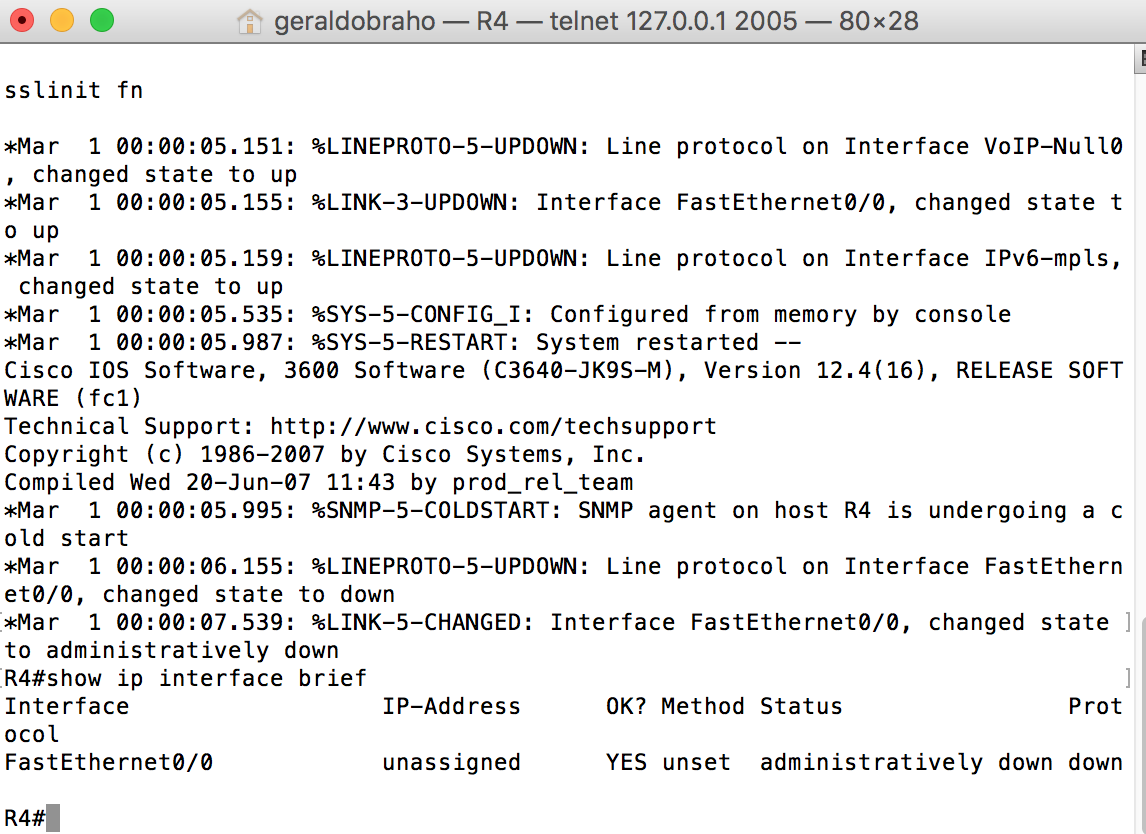 geraldobraho — R4 — telnet 127.0.0.1 2005 — 80×28
sslinit fn
*Mar  1 00:00:05.151: %LINEPROTO-5-UPDOWN: Line protocol on Interface VoIP-Null0
, changed state to up
*Mar  1 00:00:05.155: %LINK-3-UPDOWN: Interface FastEthernet0/0, changed state t
o up
*Mar  1 00:00:05.159: %LINEPROTO-5-UPDOWN: Line protocol on Interface IPv6-mpls,
 changed state to up
*Mar  1 00:00:05.535: %SYS-5-CONFIG_I: Configured from memory by console
*Mar  1 00:00:05.987: %SYS-5-RESTART: System restarted --
Cisco IOS Software, 3600 Software (C3640-JK9S-M), Version 12.4(16), RELEASE SOFT
WARE (fc1)
Technical Support: http://www.cisco.com/techsupport
Copyright (c) 1986-2007 by Cisco Systems, Inc.
Compiled Wed 20-Jun-07 11:43 by prod_rel_team
*Mar  1 00:00:05.995: %SNMP-5-COLDSTART: SNMP agent on host R4 is undergoing a c
old start
*Mar  1 00:00:06.155: %LINEPROTO-5-UPDOWN: Line protocol on Interface FastEthern
et0/0, changed state to down
*Mar  1 00:00:07.539: %LINK-5-CHANGED: Interface FastEthernet0/0, changed state
to administratively down
R4#show ip interface brief
Interface                  IP-Address      OK? Method Status                Prot
ocol
FastEthernet0/0            unassigned      YES unset  administratively down down
R4#